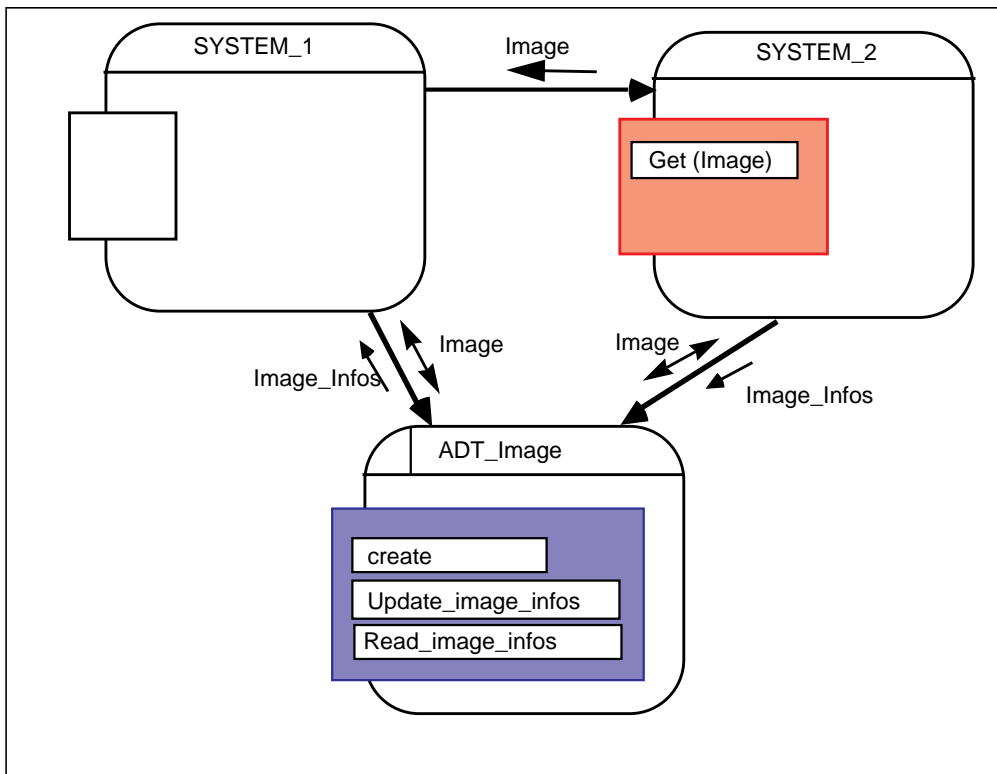 SYSTEM_1
Image
SYSTEM_2
Get (Image)
Image
Image
Image_Infos
Image_Infos
ADT_Image
create
Update_image_infos
Read_image_infos